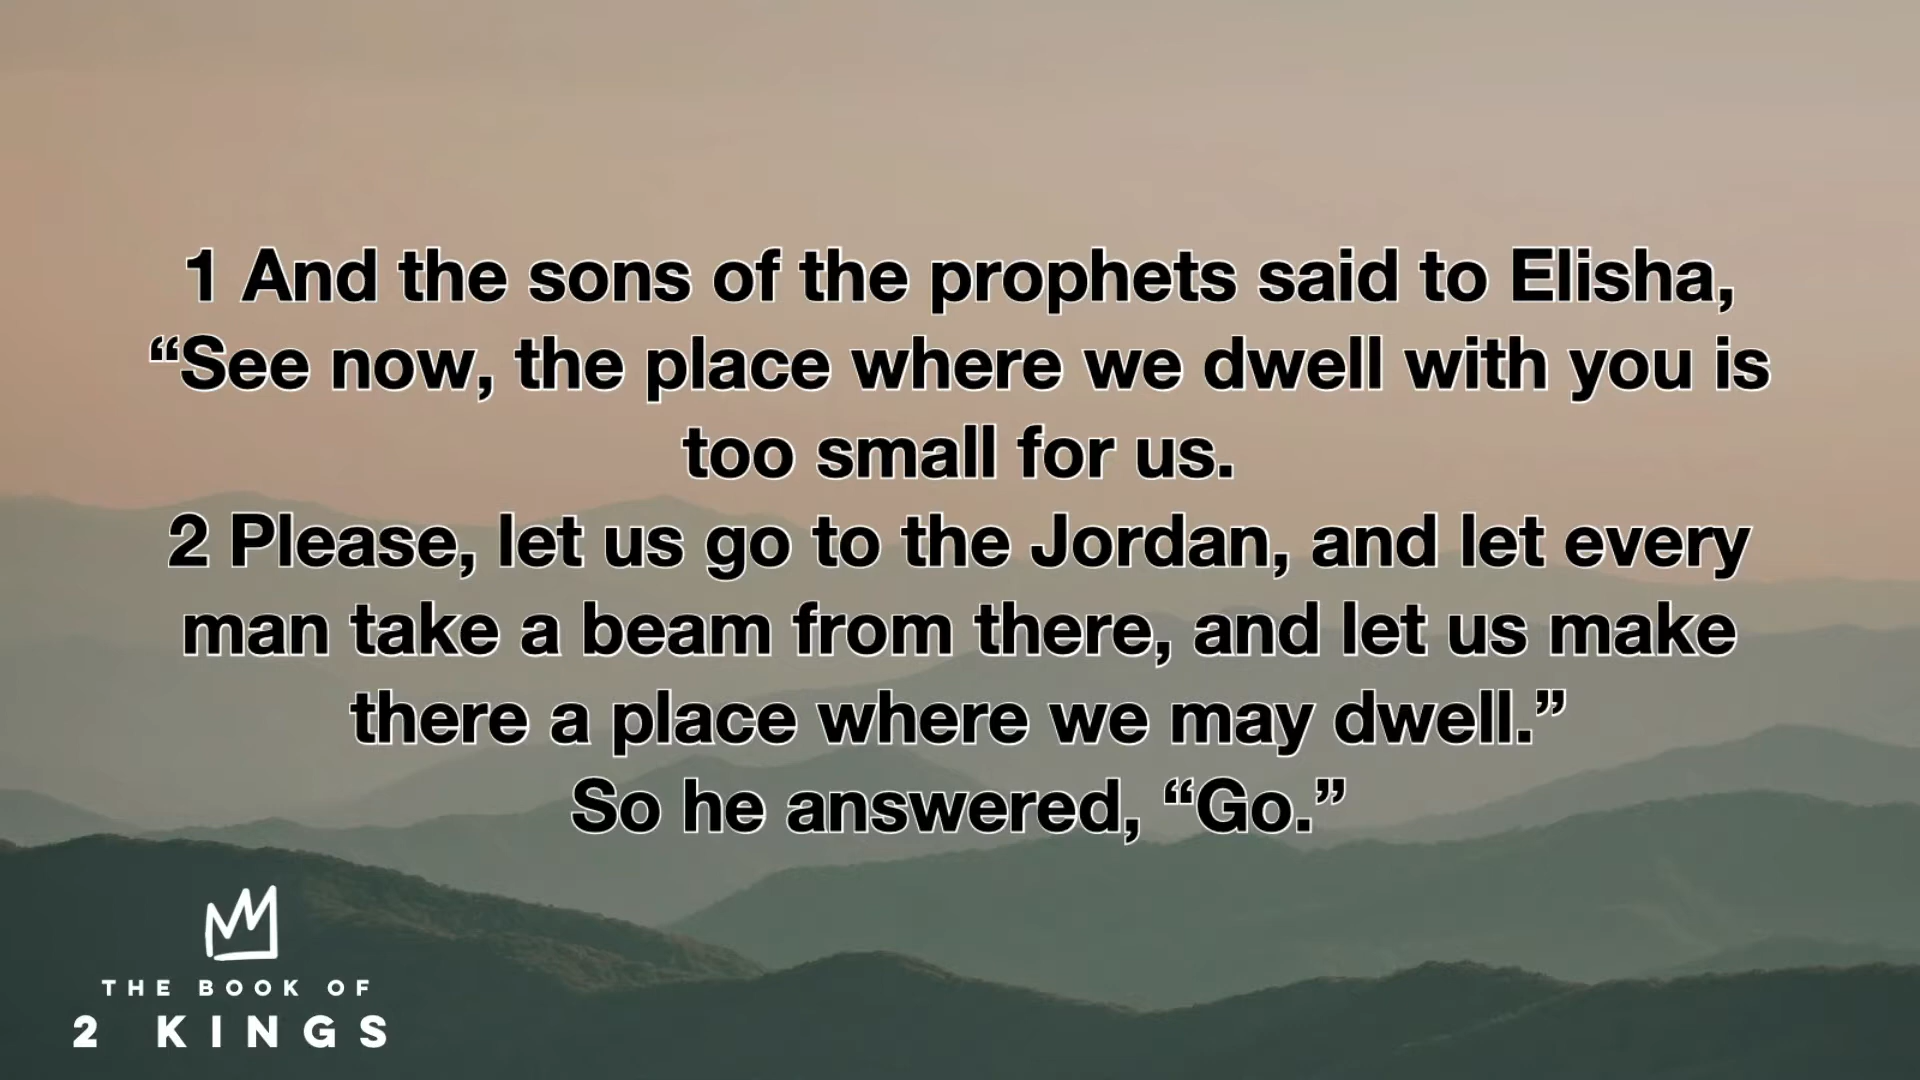 1 And the sons of the prophets said to Elisha,
“See now, the place where we dwell with you is
too small for us.
2 Please, let us go to the Jordan, and let every
man take a beam from there, and let us make
there a place where we may dwell.”
So he answered, “Go.”
THE BOOK OF
2 KINGS